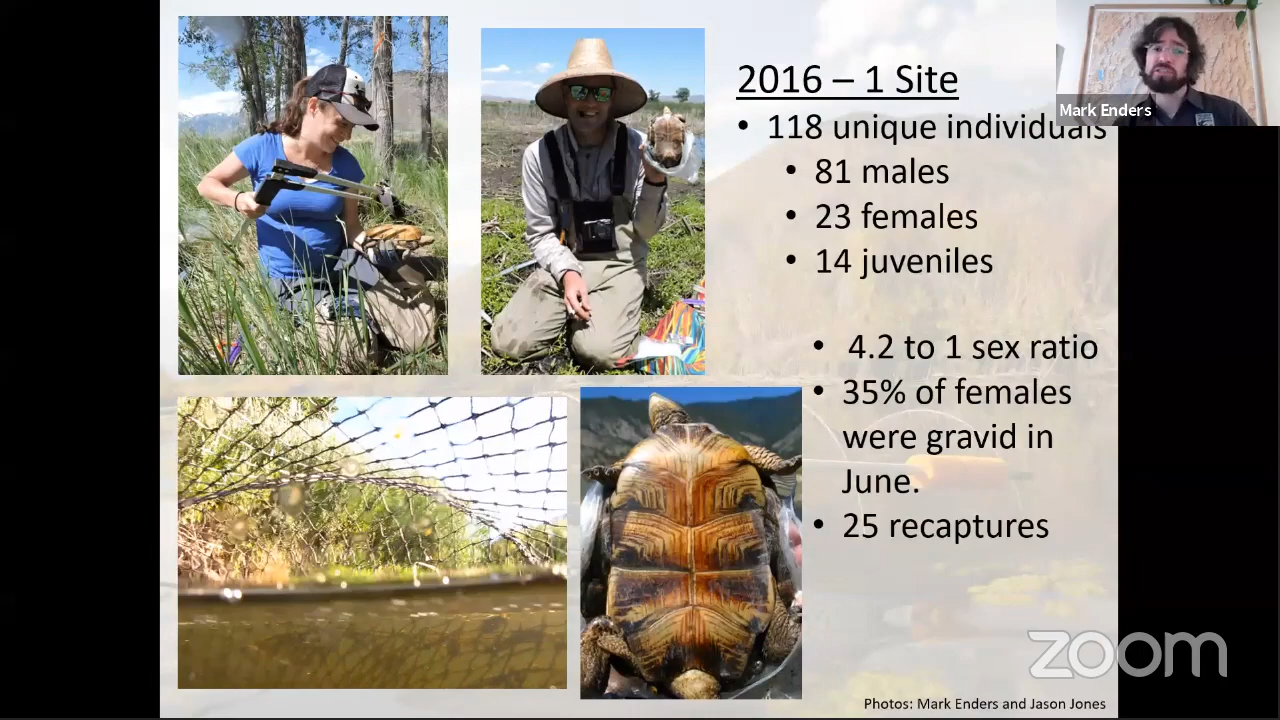 2016 – 1 Site
• 118 unique individuals
• 81 males
• 23 females
• 14 juveniles
• 4.2 to 1 sex ratio
• 35% of females
were gravid in
June.
• 25 recaptures
Mark Enders
zoom
Photos: Mark Enders and Jason Jones